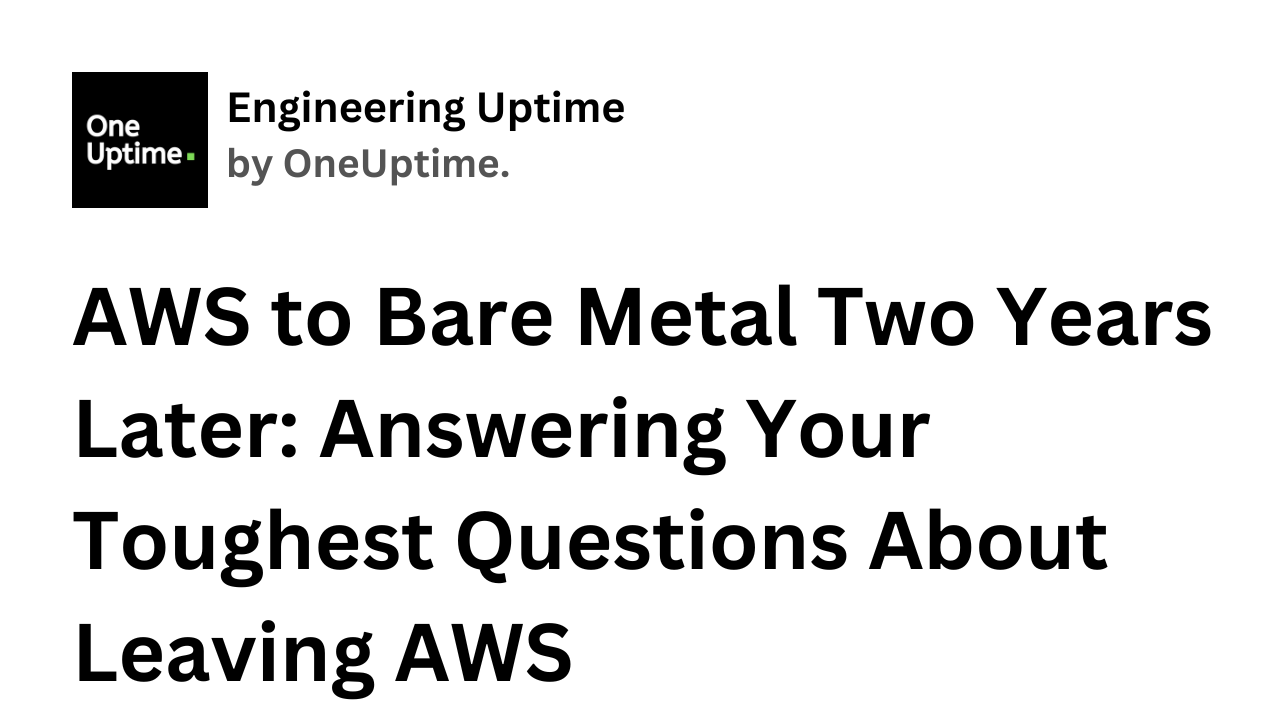 One
Uptime.
Engineering Uptime
by OneUptime.
AWS to Bare Metal Two Years
Later: Answering Your
Toughest Questions About
Leaving AWS